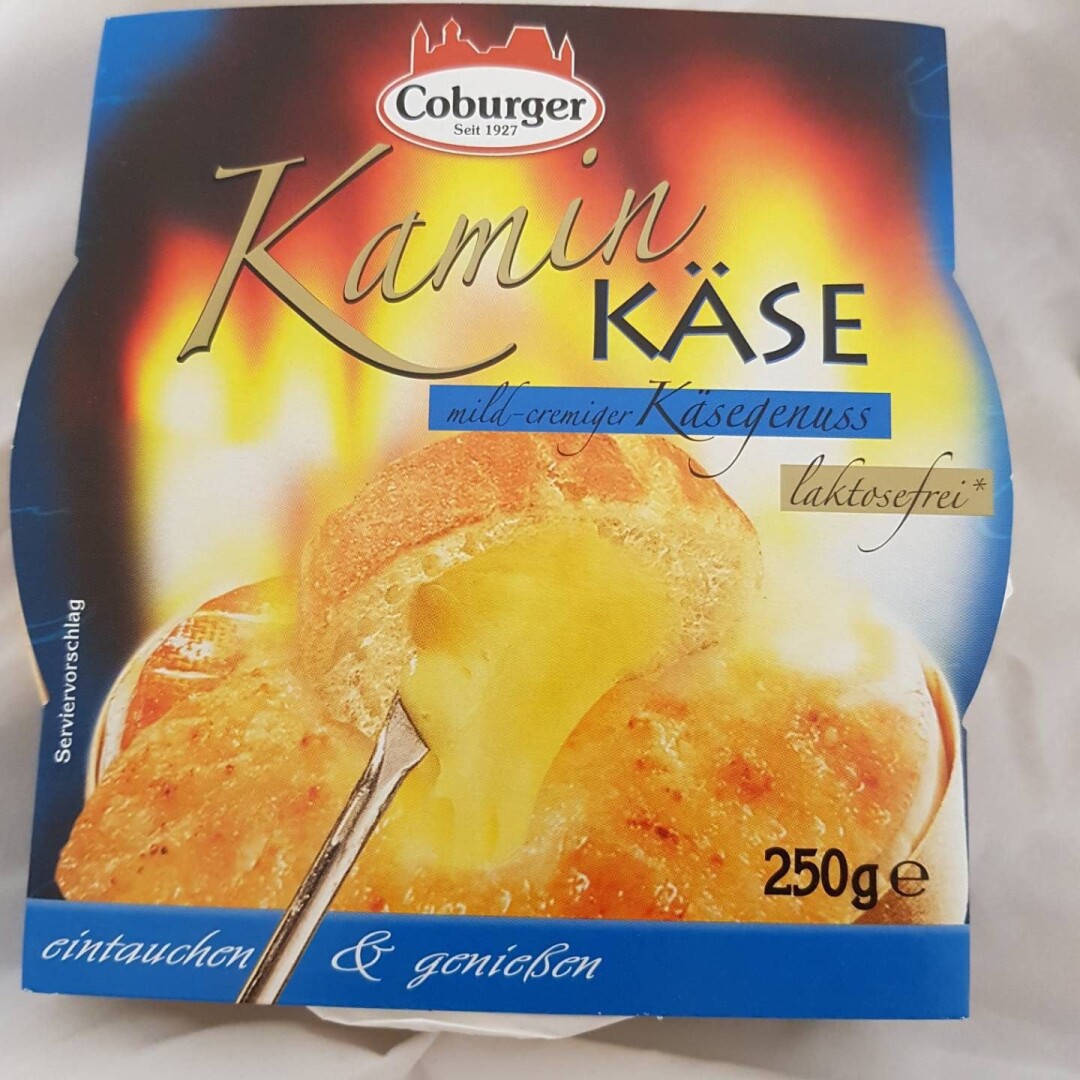 Coburger
Seit 1927
Kamin
KÄSE
mild-cremiger Käsegenuss
laktosefrei*
Serviervorschlag
250g ℮
eintauchen & genießen